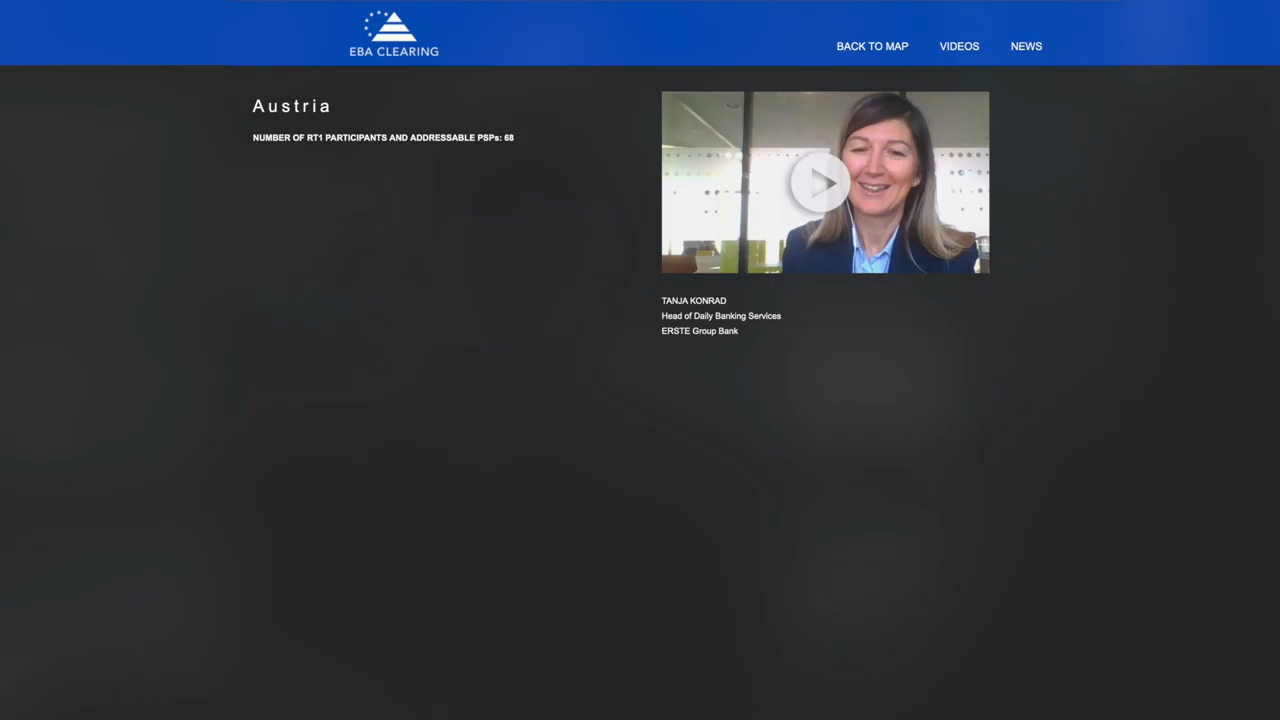 EBA CLEARING
BACK TO MAP
VIDEOS
NEWS
Austria
NUMBER OF RT1 PARTICIPANTS AND ADDRESSABLE PSPs: 68
TANJA KONRAD
Head of Daily Banking Services
ERSTE Group Bank